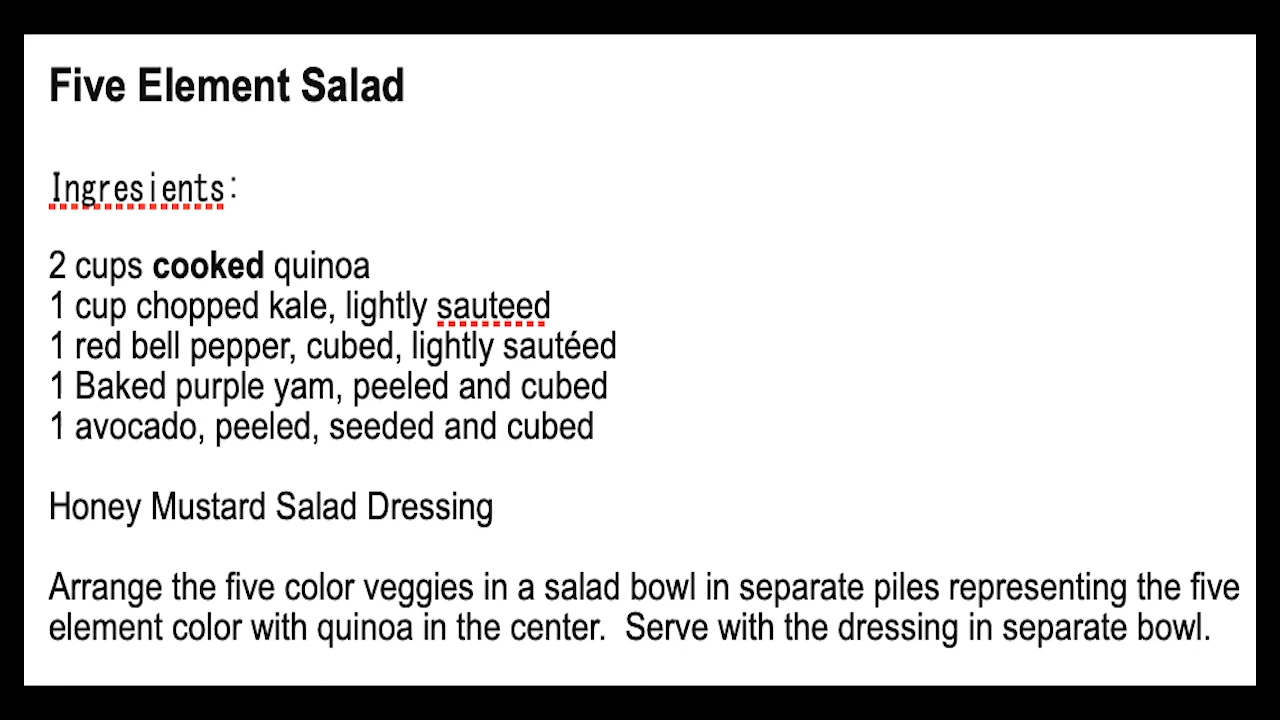 Five Element Salad
Ingresients:
2 cups cooked quinoa
1 cup chopped kale, lightly sauteed
1 red bell pepper, cubed, lightly sautéed
1 Baked purple yam, peeled and cubed
1 avocado, peeled, seeded and cubed
Honey Mustard Salad Dressing
Arrange the five color veggies in a salad bowl in separate piles representing the five
element color with quinoa in the center.  Serve with the dressing in separate bowl.